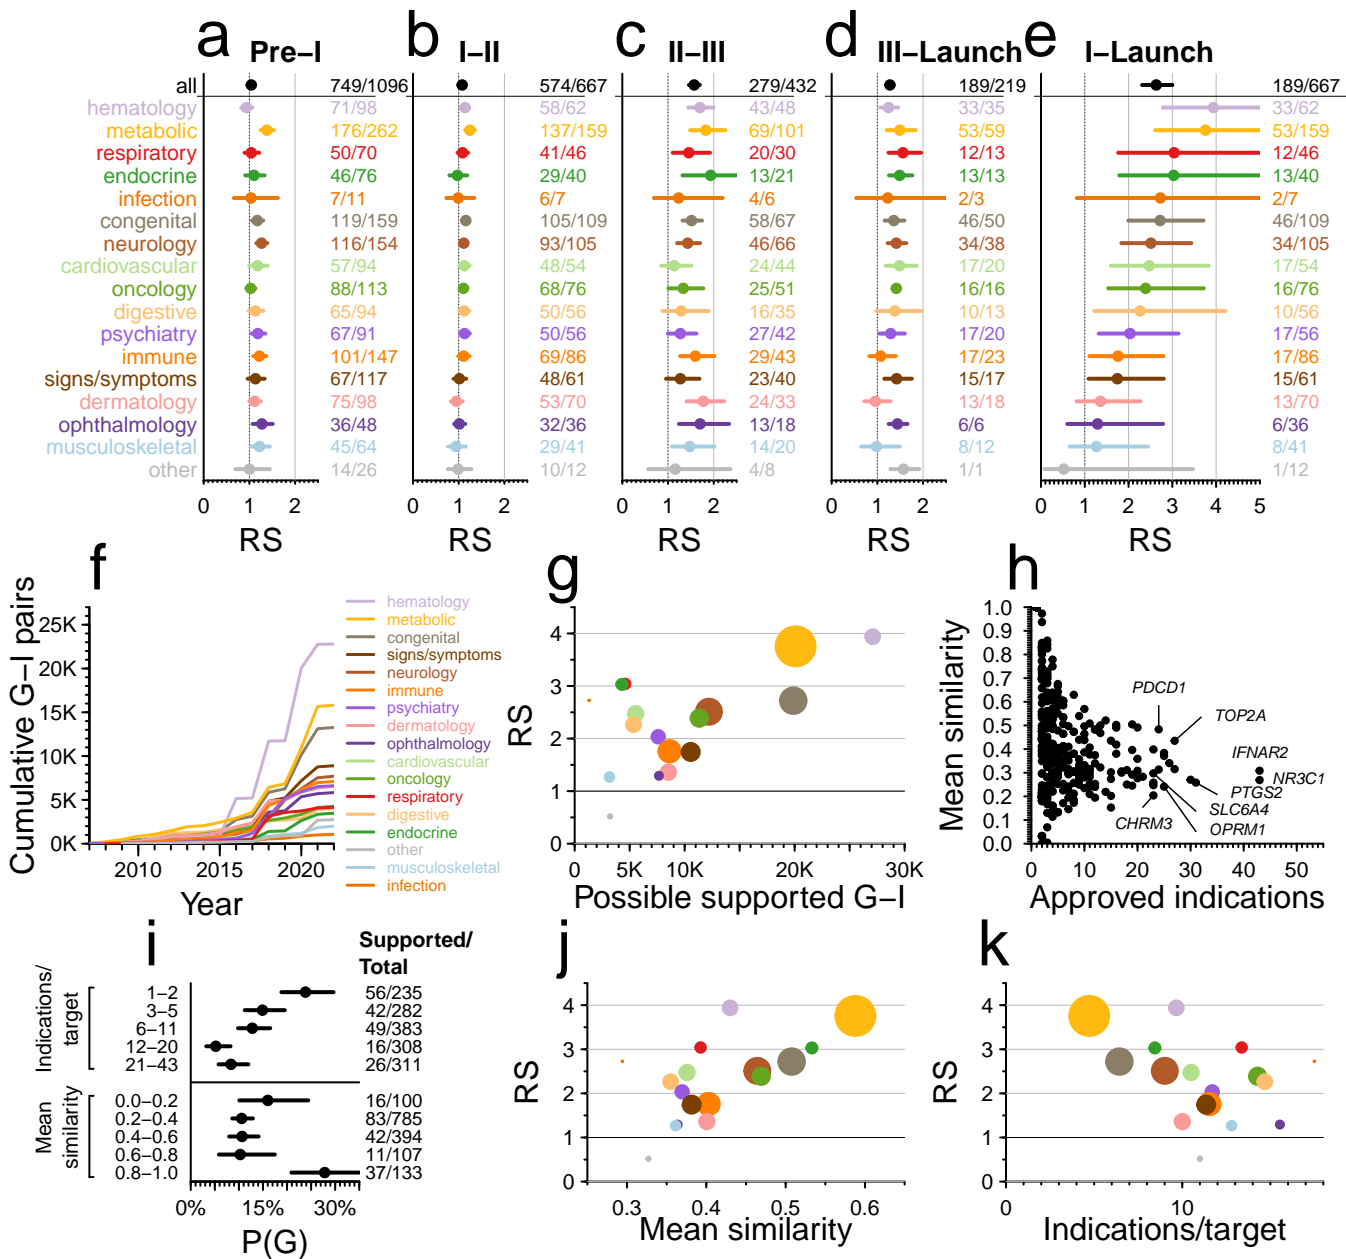 a Pre–I b I–II c II–III d III–Launch e I–Launch
all 749/1096 574/667 279/432 189/219 189/667
hematology 71/98 58/62 43/48 33/35 33/62
metabolic 176/262 137/159 69/101 53/59 53/159
respiratory 50/70 41/46 20/30 12/13 12/46
endocrine 46/76 29/40 13/21 13/13 13/40
infection 7/11 6/7 4/6 2/3 2/7
congenital 119/159 105/109 58/67 46/50 46/109
neurology 116/154 93/105 46/66 34/38 34/105
cardiovascular 57/94 48/54 24/44 17/20 17/54
oncology 88/113 68/76 25/51 16/16 16/76
digestive 65/94 50/56 16/35 10/13 10/56
psychiatry 67/91 50/56 27/42 17/20 17/56
immune 101/147 69/86 29/43 17/23 17/86
signs/symptoms 67/117 48/61 23/40 15/17 15/61
dermatology 75/98 53/70 24/33 13/18 13/70
ophthalmology 36/48 32/36 13/18 6/6 6/36
musculoskeletal 45/64 29/41 14/20 8/12 8/41
other 14/26 10/12 4/8 1/1 1/12
0 1 2 0 1 2 0 1 2 0 1 2 0 1 2 3 4 5
RS RS RS RS RS
f
Cumulative G–I pairs
25K
20K
15K
10K
5K
0K
2010 2015 2020
Year
hematology
metabolic
congenital
signs/symptoms
neurology
immune
psychiatry
dermatology
ophthalmology
cardiovascular
oncology
respiratory
digestive
endocrine
other
musculoskeletal
infection
g
RS
4
3
2
1
0
0 5K 10K 20K 30K
Possible supported G–I
h
Mean similarity
1.0
0.9
0.8
0.7
0.6
0.5
0.4
0.3
0.2
0.1
0.0
PDCD1
TOP2A
IFNAR2
NR3C1
PTGS2
SLC6A4
OPRM1
CHRM3
0 10 20 30 40 50
Approved indications
i
Supported/
Total
Indications/
target
1–2 56/235
3–5 42/282
6–11 49/383
12–20 16/308
21–43 26/311
Mean
similarity
0.0–0.2 16/100
0.2–0.4 83/785
0.4–0.6 42/394
0.6–0.8 11/107
0.8–1.0 37/133
0% 15% 30%
P(G)
j
RS
4
3
2
1
0
0.3 0.4 0.5 0.6
Mean similarity
k
RS
4
3
2
1
0
0 10
Indications/target